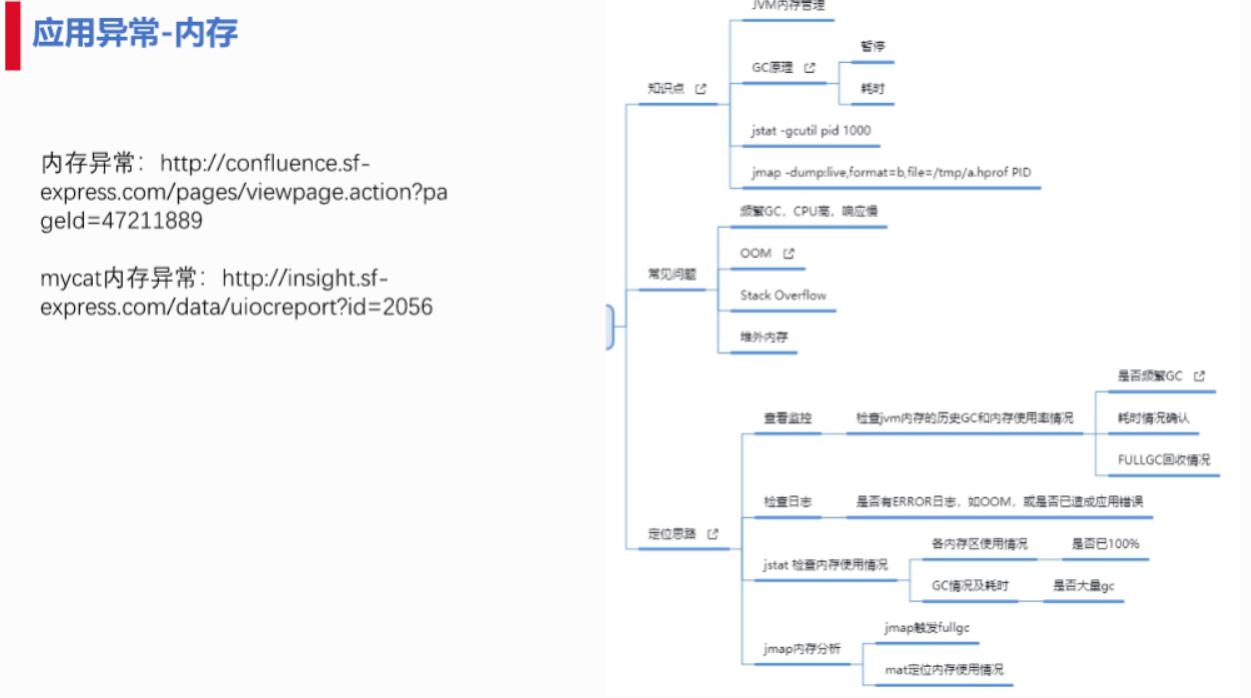 应用异常-内存
内存异常：http://confluence.sf-
express.com/pages/viewpage.action?pa
geId=47211889
mycat内存异常：http://insight.sf-
express.com/data/uiocreport?id=2056
JVM内存管理
知识点
GC原理
暂停
耗时
jstat -gcutil pid 1000
jmap -dump:live,format=b,file=/tmp/a.hprof PID
常见问题
频繁GC，CPU高，响应慢
OOM
Stack Overflow
堆外内存
定位思路
查看监控
检查jvm内存的历史GC和内存使用率情况
是否频繁GC
耗时情况确认
FULLGC回收情况
检查日志
是否有ERROR日志，如OOM，或是否已造成应用错误
jstat 检查内存使用情况
各内存区使用情况
是否已100%
GC情况及耗时
是否大量gc
jmap内存分析
jmap触发fullgc
mat定位内存使用情况